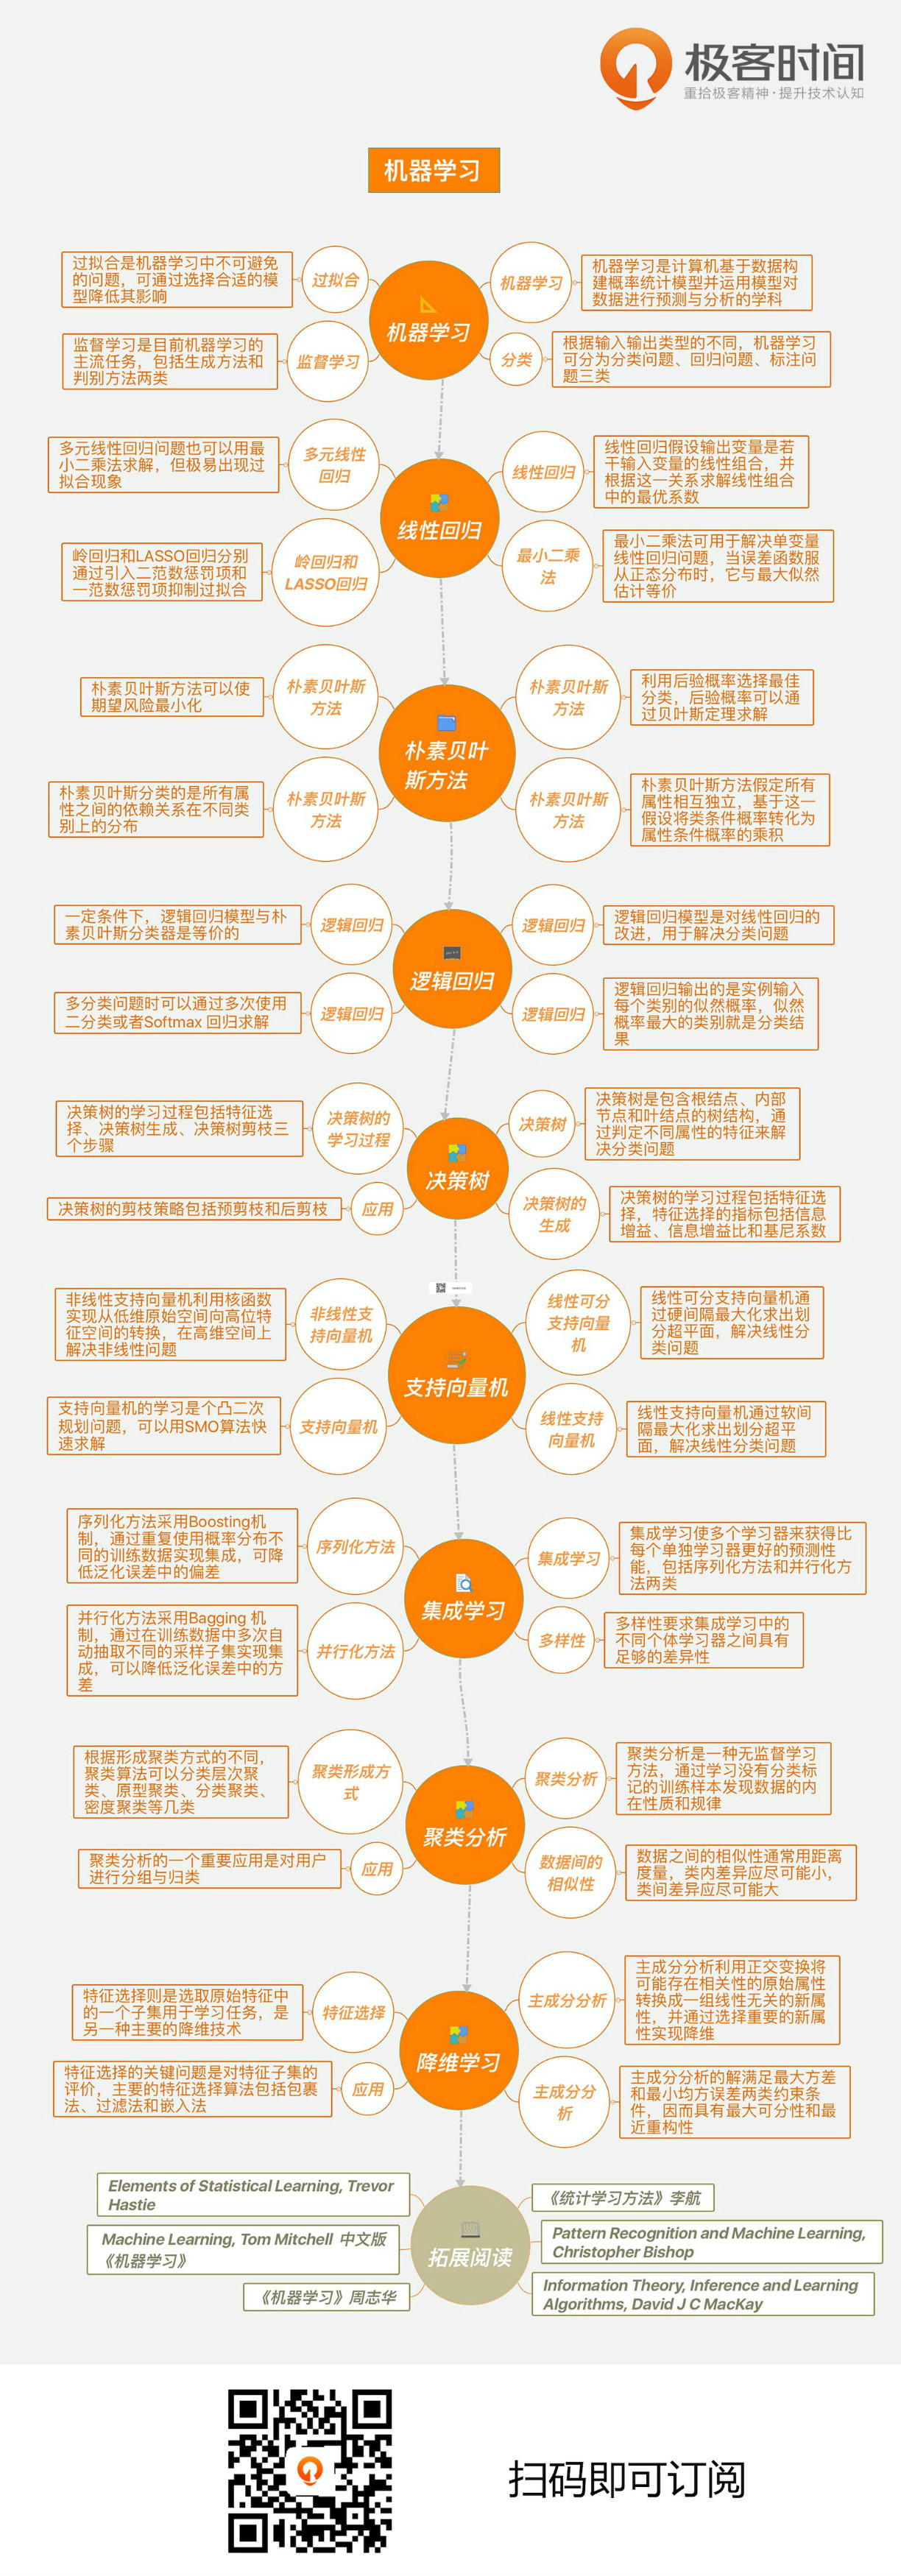 极客时间
重拾极客精神·提升技术认知
机器学习
过拟合是机器学习中不可避免
的问题，可通过选择合适的模
型降低其影响
过拟合
监督学习是目前机器学习的
主流任务，包括生成方法和
判别方法两类
监督学习
机器学习
机器学习
机器学习是计算机基于数据构
建概率统计模型并运用模型对
数据进行预测与分析的学科
分类
根据输入输出类型的不同，机器学习
可分为分类问题、回归问题、标注问
题三类
多元线性回归问题也可以用最
小二乘法求解，但极易出现过
拟合现象
多元线性
回归
岭回归和LASSO回归分别
通过引入二范数惩罚项和
一范数惩罚项抑制过拟合
岭回归和
LASSO回归
线性回归
线性回归
线性回归假设输出变量是若
干输入变量的线性组合，并
根据这一关系求解线性组合
中的最优系数
最小二乘
法
最小二乘法可用于解决单变量
线性回归问题，当误差函数服
从正态分布时，它与最大似然
估计等价
朴素贝叶斯方法可以使
期望风险最小化
朴素贝叶斯
方法
朴素贝叶斯分类的是所有属
性之间的依赖关系在不同类
别上的分布
朴素贝叶斯
方法
朴素贝叶
斯方法
朴素贝叶斯
方法
利用后验概率选择最佳
分类，后验概率可以通
过贝叶斯定理求解
朴素贝叶斯
方法
朴素贝叶斯方法假定所有
属性相互独立，基于这一
假设将类条件概率转化为
属性条件概率的乘积
一定条件下，逻辑回归模型与朴
素贝叶斯分类器是等价的
逻辑回归
多分类问题时可以通过多次使用
二分类或者Softmax 回归求解
逻辑回归
逻辑回归
逻辑回归
逻辑回归模型是对线性回归的
改进，用于解决分类问题
逻辑回归
逻辑回归输出的是实例输入
每个类别的似然概率，似然
概率最大的类别就是分类结
果
决策树的学习过程包括特征选
择、决策树生成、决策树剪枝三
个步骤
决策树的
学习过程
决策树的剪枝策略包括预剪枝和后剪枝
应用
决策树
决策树
决策树是包含根结点、内部
节点和叶结点的树结构，通
过判定不同属性的特征来解
决分类问题
决策树的
生成
决策树的学习过程包括特征选
择，特征选择的指标包括信息
增益、信息增益比和基尼系数
非线性支持向量机利用核函数
实现从低维原始空间向高位特
征空间的转换，在高维空间上
解决非线性问题
非线性支
持向量机
支持向量机的学习是个凸二次
规划问题，可以用SMO算法快
速求解
支持向量机
支持向量机
线性可分
支持向量
机
线性可分支持向量机通
过硬间隔最大化求出划
分超平面，解决线性分
类问题
线性支持
向量机
线性支持向量机通过软间
隔最大化求出划分超平
面，解决线性分类问题
序列化方法采用Boosting机
制，通过重复使用概率分布不
同的训练数据实现集成，可降
低泛化误差中的偏差
序列化方法
并行化方法采用Bagging 机
制，通过在训练数据中多次自
动抽取不同的采样子集实现集
成，可以降低泛化误差中的方
差
并行化方法
集成学习
集成学习
集成学习使多个学习器来获得比
每个单独学习器更好的预测性
能，包括序列化方法和并行化方
法两类
多样性
多样性要求集成学习中的
不同个体学习器之间具有
足够的差异性
根据形成聚类方式的不同，
聚类算法可以分类层次聚
类、原型聚类、分类聚类、
密度聚类等几类
聚类形成方
式
聚类分析的一个重要应用是对用户
进行分组与归类
应用
聚类分析
聚类分析
聚类分析是一种无监督学习
方法，通过学习没有分类标
记的训练样本发现数据的内
在性质和规律
数据间的
相似性
数据之间的相似性通常用距离
度量，类内差异应尽可能小，
类间差异应尽可能大
特征选择则是选取原始特征中
的一个子集用于学习任务，是
另一种主要的降维技术
特征选择
特征选择的关键问题是对特征子集的
评价，主要的特征选择算法包括包裹
法、过滤法和嵌入法
应用
降维学习
主成分分析
主成分分析利用正交变换将
可能存在相关性的原始属性
转换成一组线性无关的新属
性，并通过选择重要的新属
性实现降维
主成分分
析
主成分分析的解满足最大方差
和最小均方误差两类约束条
件，因而具有最大可分性和最
近重构性
Elements of Statistical Learning, Trevor
Hastie
Machine Learning, Tom Mitchell 中文版
《机器学习》
《机器学习》周志华
拓展阅读
《统计学习方法》李航
Pattern Recognition and Machine Learning,
Christopher Bishop
Information Theory, Inference and Learning
Algorithms, David J C MacKay
扫码即可订阅